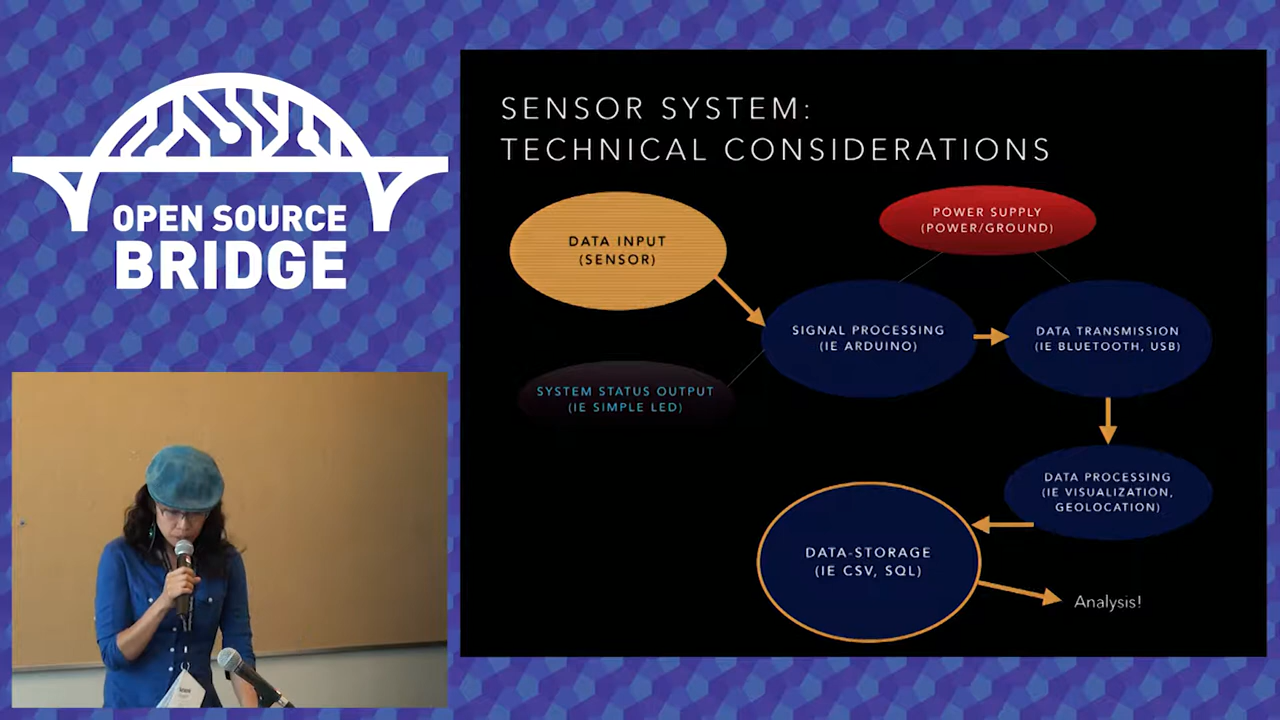 OPEN SOURCE
BRIDGE
SENSOR SYSTEM:
TECHNICAL CONSIDERATIONS
DATA INPUT
(SENSOR)
POWER SUPPLY
(POWER/GROUND)
SIGNAL PROCESSING
(IE ARDUINO)
DATA TRANSMISSION
(IE BLUETOOTH, USB)
SYSTEM STATUS OUTPUT
(IE SIMPLE LED)
DATA PROCESSING
(IE VISUALIZATION,
GEOLOCATION)
DATA-STORAGE
(IE CSV, SQL)
Analysis!